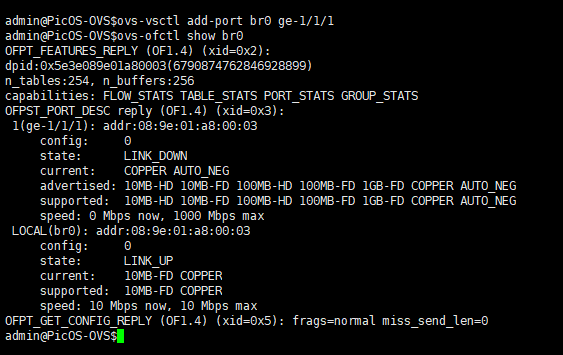 admin@PicOS-OVS$ovs-vsctl add-port br0 ge-1/1/1
admin@PicOS-OVS$ovs-ofctl show br0
OFPT_FEATURES_REPLY (OF1.4) (xid=0x2):
dpid:0x5e3e089e01a80003(6790874762846928899)
n_tables:254, n_buffers:256
capabilities: FLOW_STATS TABLE_STATS PORT_STATS GROUP_STATS
OFPST_PORT_DESC reply (OF1.4) (xid=0x3):
 1(ge-1/1/1): addr:08:9e:01:a8:00:03
     config:     0
     state:      LINK_DOWN
     current:    COPPER AUTO_NEG
     advertised: 10MB-HD 10MB-FD 100MB-HD 100MB-FD 1GB-FD COPPER AUTO_NEG
     supported:  10MB-HD 10MB-FD 100MB-HD 100MB-FD 1GB-FD COPPER AUTO_NEG
     speed: 0 Mbps now, 1000 Mbps max
 LOCAL(br0): addr:08:9e:01:a8:00:03
     config:     0
     state:      LINK_UP
     current:    10MB-FD COPPER
     supported:  10MB-FD COPPER
     speed: 10 Mbps now, 10 Mbps max
OFPT_GET_CONFIG_REPLY (OF1.4) (xid=0x5): frags=normal miss_send_len=0
admin@PicOS-OVS$